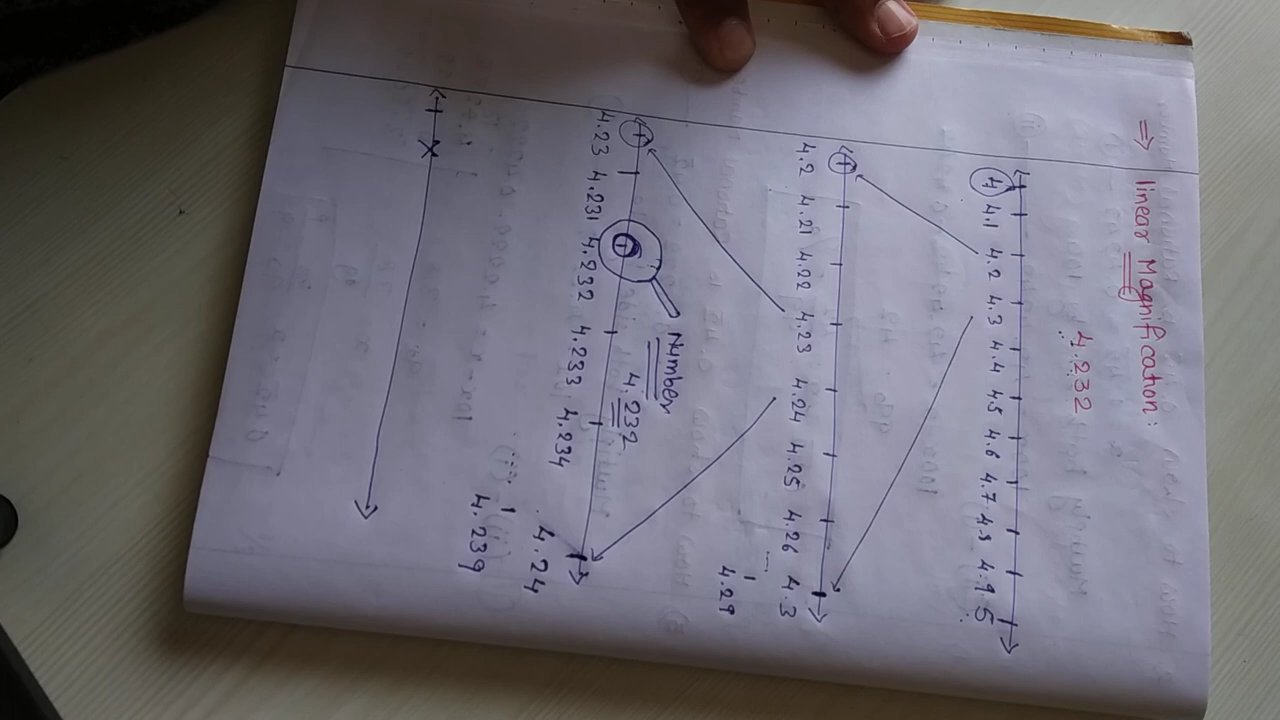 ⇒ linear Magnification:
4.232
4 4.1 4.2 4.3 4.4 4.5 4.6 4.7 4.8 4.9 5
4.2 4.21 4.22 4.23 4.24 4.25 4.26 ... 4.3
4.29
Number
4.232
4.23 4.231 4.232 4.233 4.234
4.24
4.239